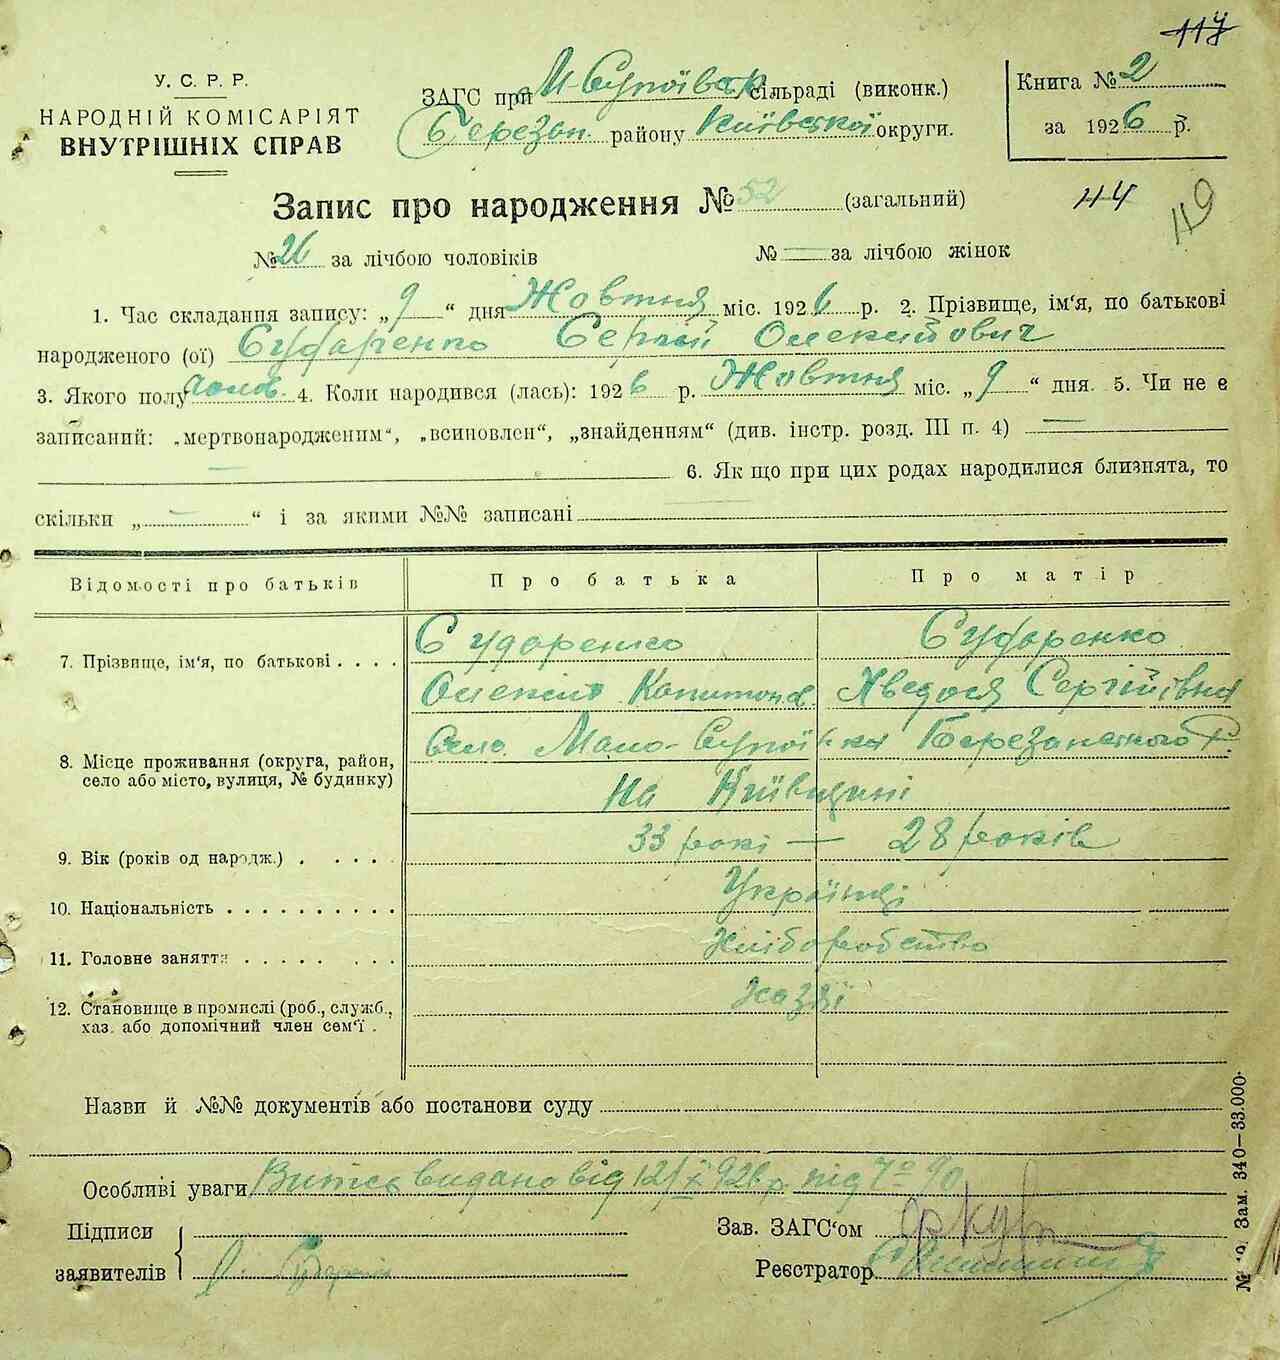 117
У. С. Р. Р.
НАРОДНІЙ КОМІСАРІЯТ
ВНУТРІШНІХ СПРАВ
ЗАГС при М-Супоївск. сільраді (виконк.)
Березан. району Київської округи.
Книга № 2
за 1926 р.
Запис про народження № 52 (загальний)
44
119
№ 26 за лічбою чоловіків № — за лічбою жінок
1. Час складання запису: „9“ дня Жовтня міс. 1926 р. 2. Прізвище, ім'я, по батькові
народженого (ої) Сударенко Сергій Олексійович
3. Якого полу чолов. 4. Коли народився (лась): 1926 р. Жовтня міс. „9“ дня. 5. Чи не є
записаний: „мертвонародженим“, „всиновлен“, „знайденням“ (див. інстр. розд. III п. 4) —
— 6. Як що при цих родах народилися близнята, то
скільки „—“ і за якими №№ записані
Відомості про батьків Про батька Про матір
7. Прізвище, ім'я, по батькові . . . . Сударенко Сударенко
Олексій Капитонов. Хведося Сергіївна
8. Місце проживання (округа, район, село або місто, вулиця, № будинку) Село Мало-Супоївка Березанського Р.
на Київщині
9. Вік (років од народж.) . . . . . 33 роки — 28 років
10. Національність . . . . . . . . . . Українці
11. Головне заняття . . . . . . . . . Хліборобство
12. Становище в промислі (роб., служб., хаз. або допомічний член сем'ї . Хазяї
Назви й №№ документів або постанови суду
Особливі уваги Витяг видано від 12/X 926 р. під № 90
Підписи
заявителів
Сударенко
Зав. ЗАГС'ом
Реєстратор
Зам. 340—33.000.